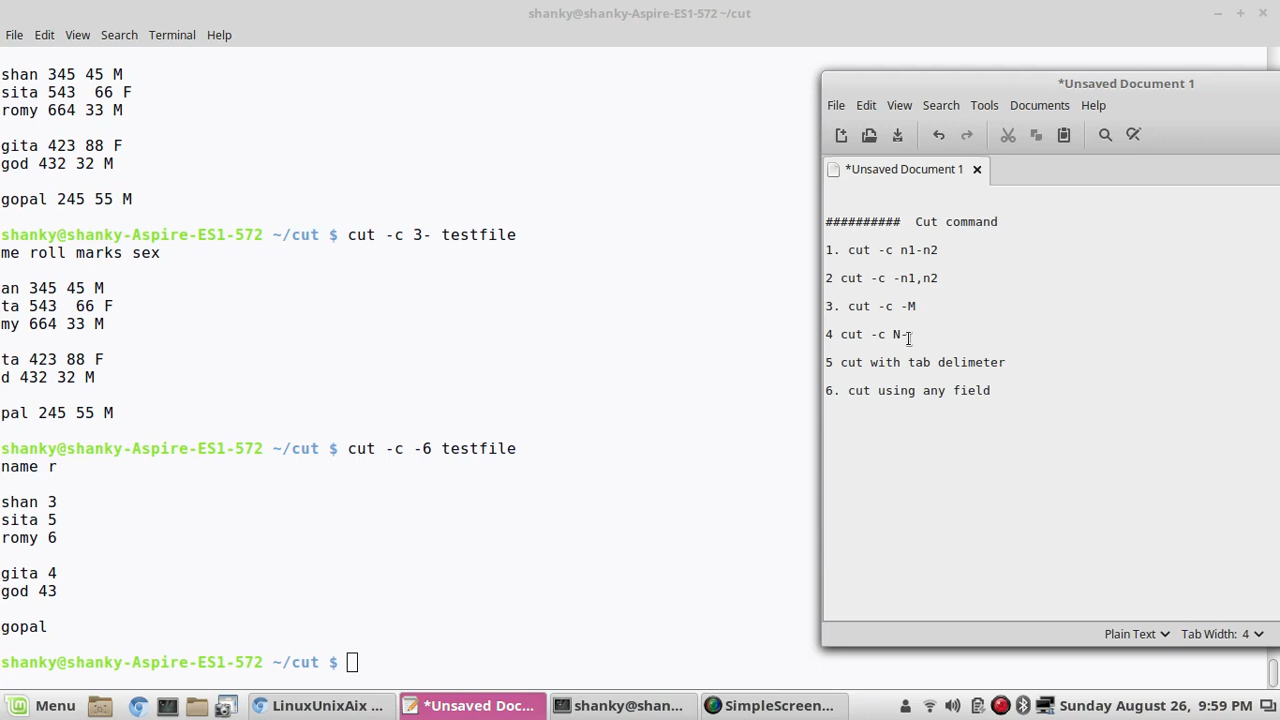 shanky@shanky-Aspire-ES1-572 ~/cut
File Edit View Search Terminal Help
shan 345 45 M
sita 543  66 F
romy 664 33 M
gita 423 88 F
god 432 32 M
gopal 245 55 M
shanky@shanky-Aspire-ES1-572 ~/cut $ cut -c 3- testfile
me roll marks sex
an 345 45 M
ta 543  66 F
my 664 33 M
ta 423 88 F
d 432 32 M
pal 245 55 M
shanky@shanky-Aspire-ES1-572 ~/cut $ cut -c -6 testfile
name r
shan 3
sita 5
romy 6
gita 4
god 43
gopal
shanky@shanky-Aspire-ES1-572 ~/cut $
*Unsaved Document 1
File Edit View Search Tools Documents Help
*Unsaved Document 1
##########  Cut command
1. cut -c n1-n2
2 cut -c -n1,n2
3. cut -c -M
4 cut -c N-
5 cut with tab delimeter
6. cut using any field
Plain Text Tab Width: 4
Menu LinuxUnixAix ... *Unsaved Doc... shanky@shan... SimpleScreen... Sunday August 26, 9:59 PM